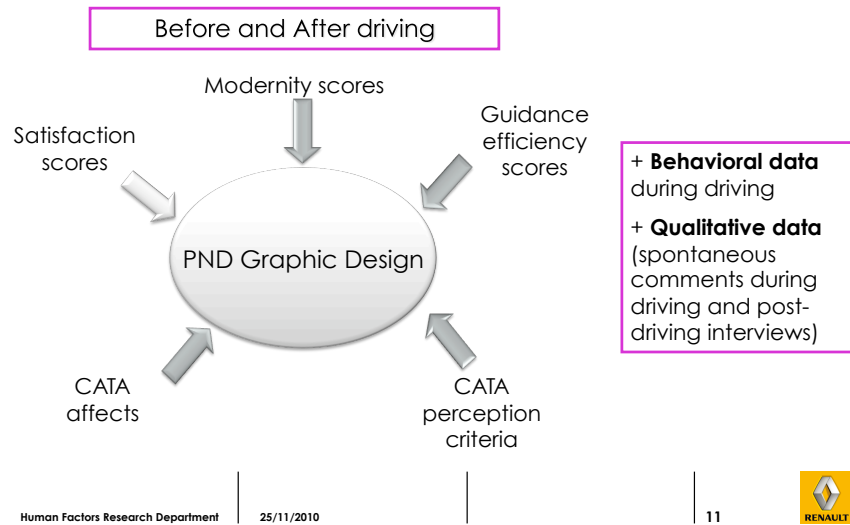 Before and After driving
Modernity scores
Satisfaction
scores
Guidance
efficiency
scores
PND Graphic Design
CATA
affects
CATA
perception
criteria
+ Behavioral data
during driving
+ Qualitative data
(spontaneous
comments during
driving and post-
driving interviews)
Human Factors Research Department
25/11/2010
11
RENAULT